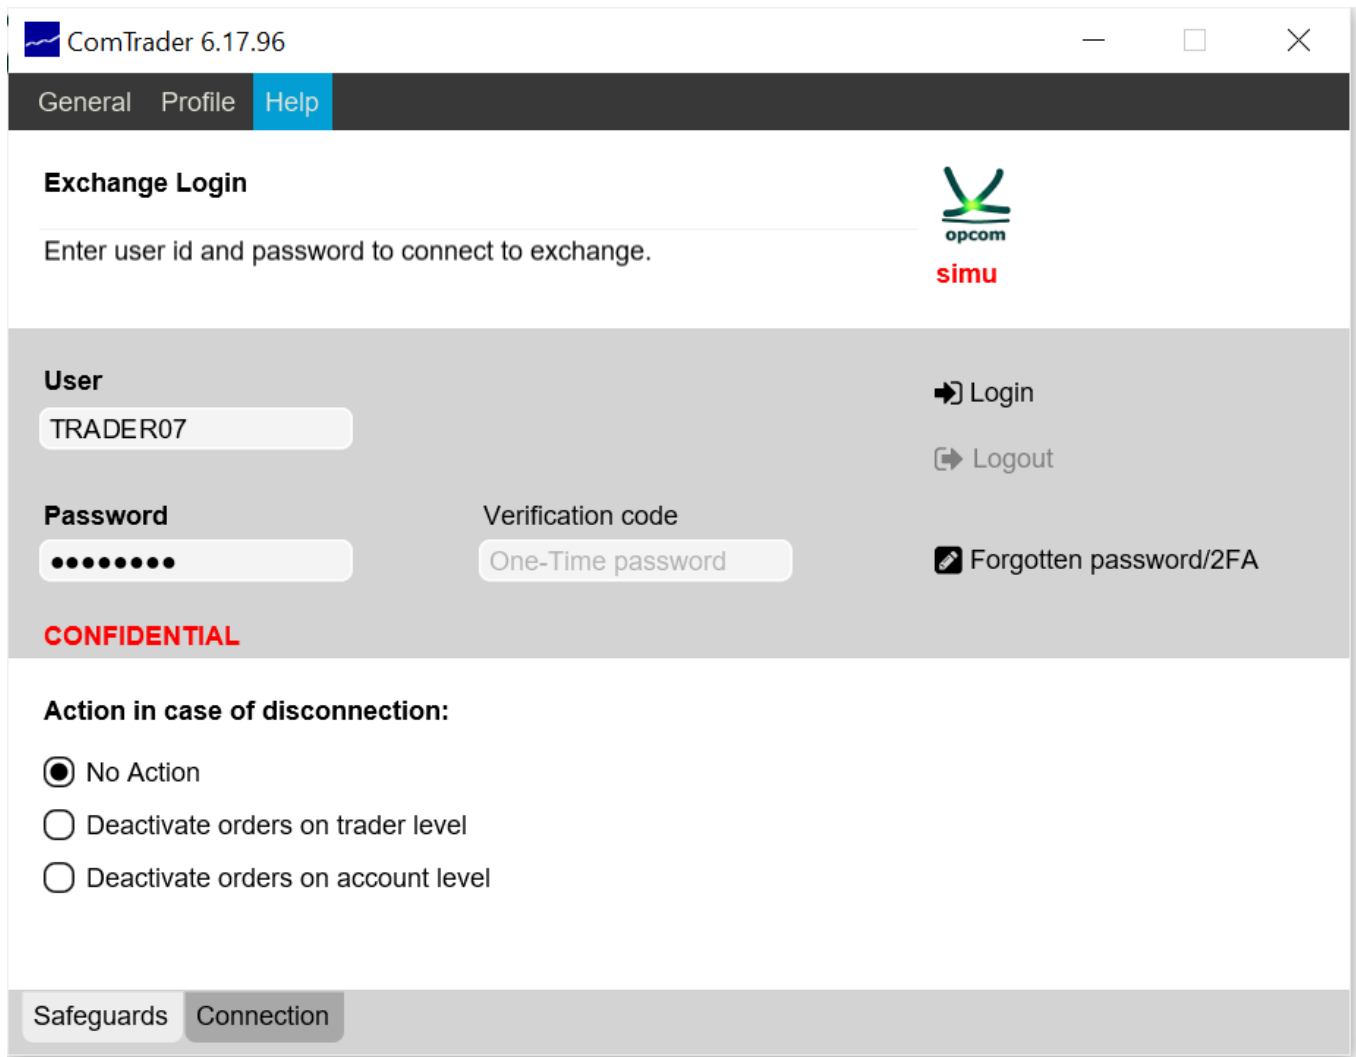 ComTrader 6.17.96
General Profile Help
Exchange Login
Enter user id and password to connect to exchange.
opcom
simu
User
TRADER07
Login
Logout
Password
Verification code
••••••••
One-Time password
Forgotten password/2FA
CONFIDENTIAL
Action in case of disconnection:
No Action
Deactivate orders on trader level
Deactivate orders on account level
Safeguards Connection